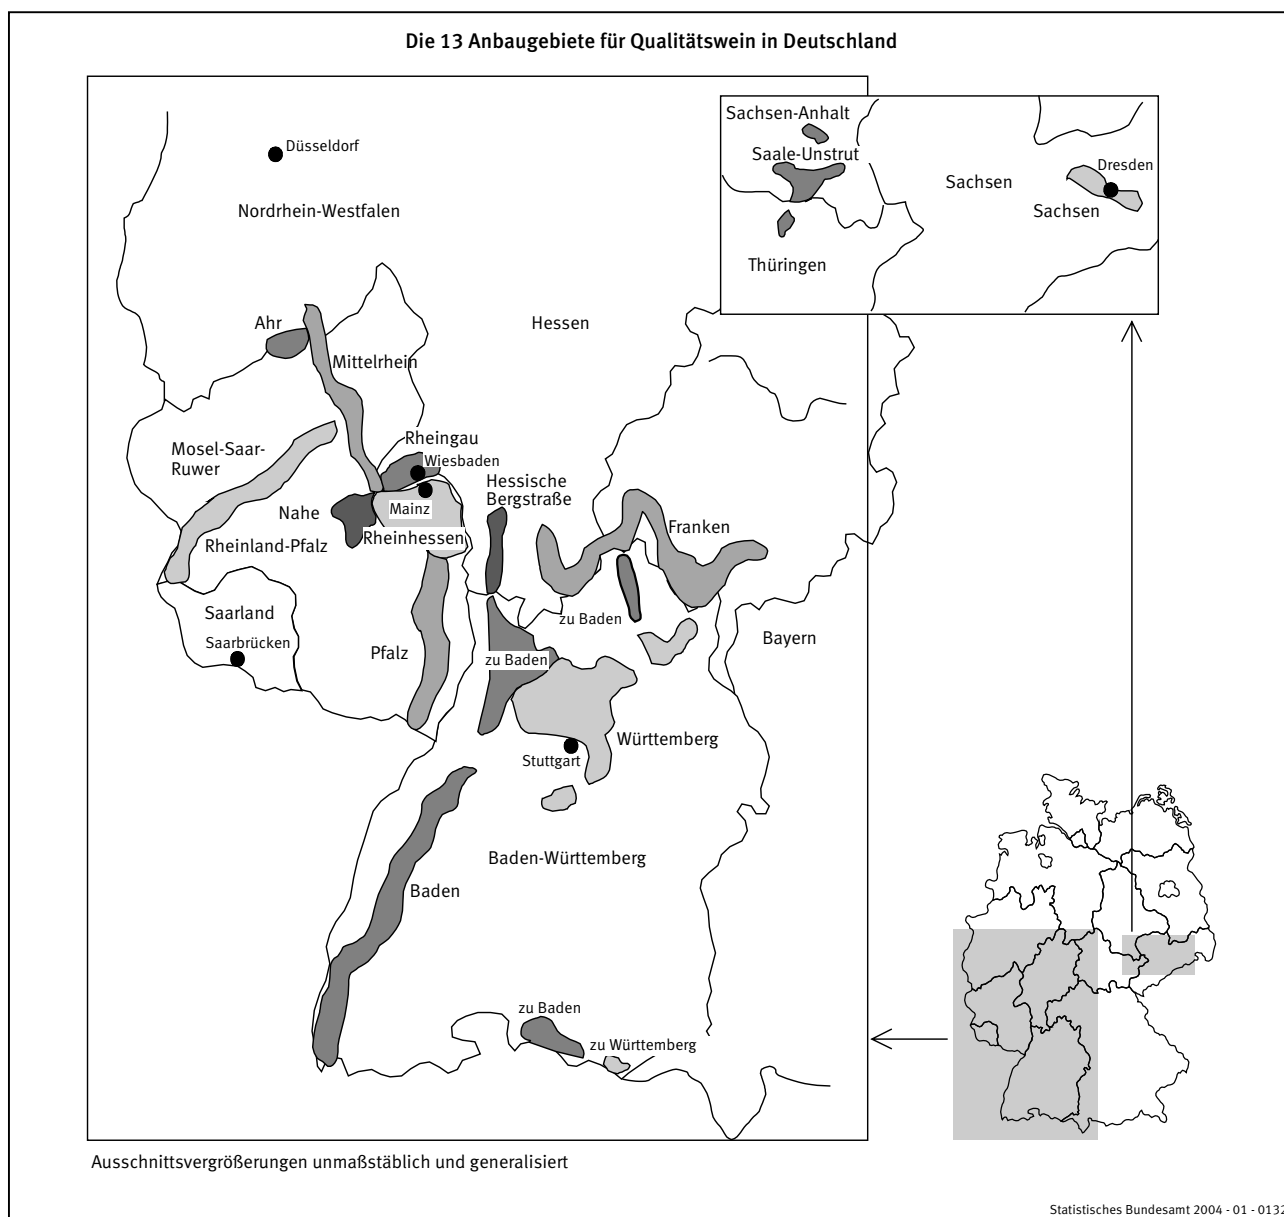 Die 13 Anbaugebiete für Qualitätswein in Deutschland
Sachsen-Anhalt
Saale-Unstrut
Dresden
Sachsen
Sachsen
Thüringen
Düsseldorf
Nordrhein-Westfalen
Ahr
Hessen
Mittelrhein
Rheingau
Wiesbaden
Mosel-Saar-
Ruwer
Hessische
Bergstraße
Nahe
Mainz
Franken
Rheinhessen
Rheinland-Pfalz
Saarland
zu Baden
Saarbrücken
Pfalz
zu Baden
Bayern
Württemberg
Stuttgart
Baden-Württemberg
Baden
zu Baden
zu Württemberg
Ausschnittsvergrößerungen unmaßstäblich und generalisiert
Statistisches Bundesamt 2004 - 01 - 0132